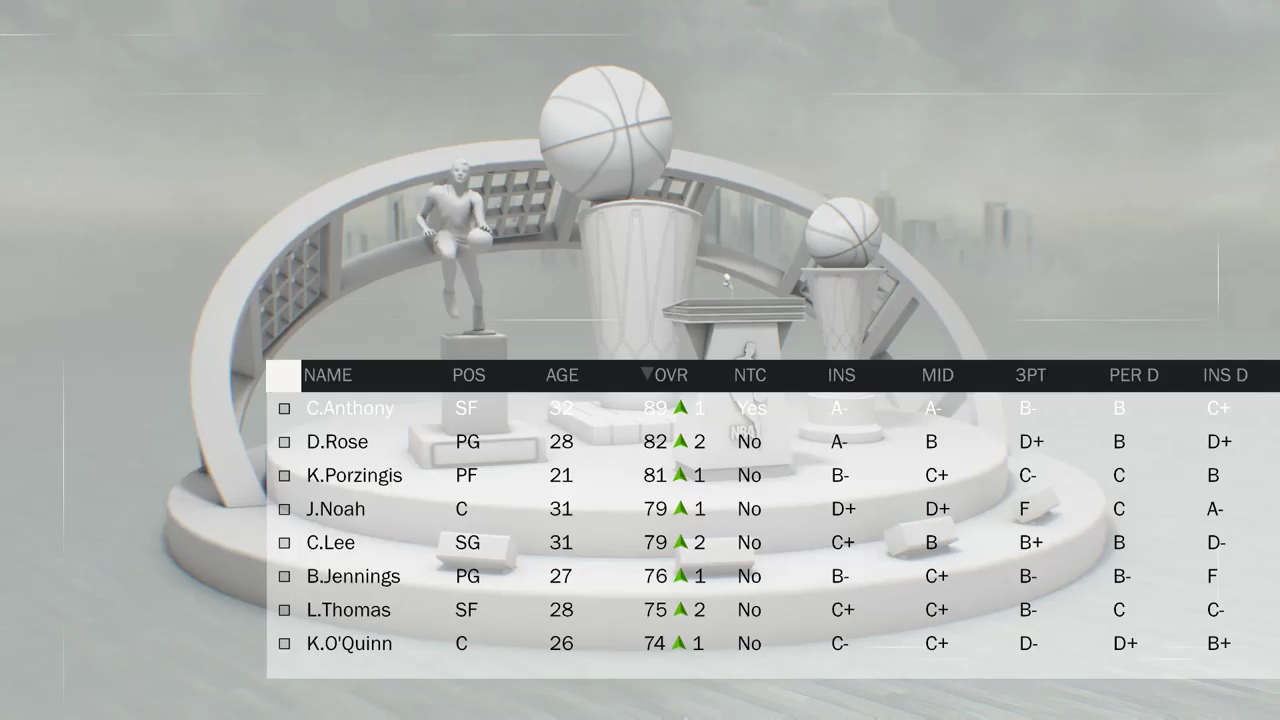 NAME POS AGE OVR NTC INS MID 3PT PER D INS D
C.Anthony SF 32 89 1 Yes A- A- B- B C+
D.Rose PG 28 82 2 No A- B D+ B D+
K.Porzingis PF 21 81 1 No B- C+ C- C B
J.Noah C 31 79 1 No D+ D+ F C A-
C.Lee SG 31 79 2 No C+ B B+ B D-
B.Jennings PG 27 76 1 No B- C+ B- B- F
L.Thomas SF 28 75 2 No C+ C+ B- C C-
K.O'Quinn C 26 74 1 No C- C+ D- D+ B+
NBA